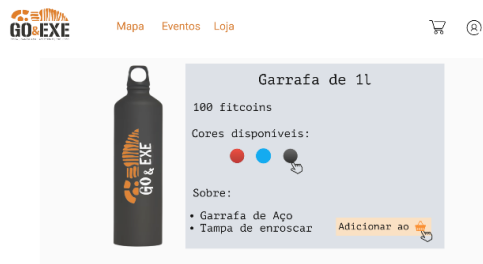 GO&EXE
Mapa Eventos Loja
Garrafa de 1l
100 fitcoins
Cores disponiveis:
GO & EXE
Sobre:
• Garrafa de Aço
• Tampa de enroscar
Adicionar ao